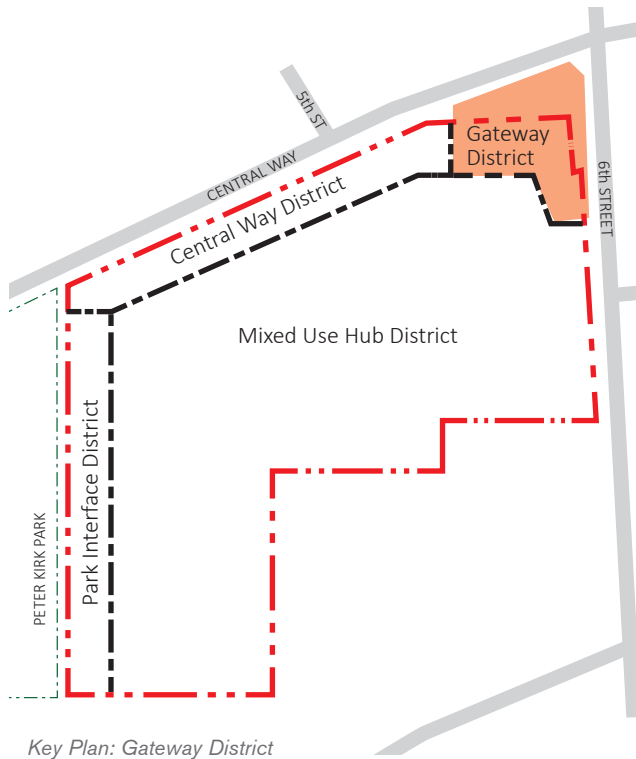 5th ST
CENTRAL WAY
Gateway
District
6th STREET
Central Way District
Mixed Use Hub District
Park Interface District
PETER KIRK PARK
Key Plan: Gateway District